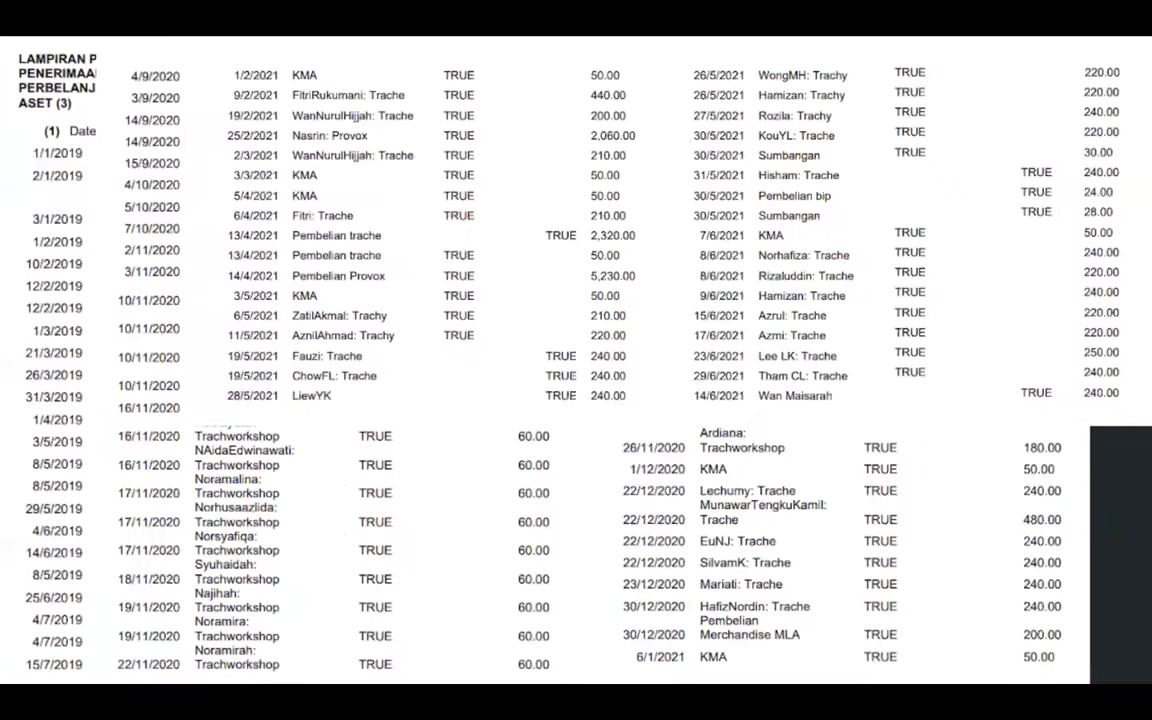 LAMPIRAN P
PENERIMAA
PERBELANJ
ASET (3)
(1) Date
1/1/2019
2/1/2019
3/1/2019
1/2/2019
10/2/2019
12/2/2019
12/2/2019
1/3/2019
21/3/2019
26/3/2019
31/3/2019
1/4/2019
3/5/2019
8/5/2019
8/5/2019
29/5/2019
4/6/2019
14/6/2019
8/5/2019
25/6/2019
4/7/2019
4/7/2019
15/7/2019
4/9/2020
3/9/2020
14/9/2020
14/9/2020
15/9/2020
4/10/2020
5/10/2020
7/10/2020
2/11/2020
3/11/2020
10/11/2020
10/11/2020
10/11/2020
10/11/2020
16/11/2020
1/2/2021 KMA TRUE 50.00
9/2/2021 FitriRukumani: Trache TRUE 440.00
19/2/2021 WanNurulHijjah: Trache TRUE 200.00
25/2/2021 Nasrin: Provox TRUE 2,060.00
2/3/2021 WanNurulHijjah: Trache TRUE 210.00
3/3/2021 KMA TRUE 50.00
5/4/2021 KMA TRUE 50.00
6/4/2021 Fitri: Trache TRUE 210.00
13/4/2021 Pembelian trache TRUE 2,320.00
13/4/2021 Pembelian trache TRUE 50.00
14/4/2021 Pembelian Provox TRUE 5,230.00
3/5/2021 KMA TRUE 50.00
6/5/2021 ZatilAkmal: Trachy TRUE 210.00
11/5/2021 AznilAhmad: Trachy TRUE 220.00
19/5/2021 Fauzi: Trache TRUE 240.00
19/5/2021 ChowFL: Trache TRUE 240.00
28/5/2021 LiewYK TRUE 240.00
26/5/2021 WongMH: Trachy TRUE 220.00
26/5/2021 Hamizan: Trachy TRUE 220.00
27/5/2021 Rozila: Trachy TRUE 240.00
30/5/2021 KouYL: Trache TRUE 220.00
30/5/2021 Sumbangan TRUE 30.00
31/5/2021 Hisham: Trache TRUE 240.00
30/5/2021 Pembelian bip TRUE 24.00
30/5/2021 Sumbangan TRUE 28.00
7/6/2021 KMA TRUE 50.00
8/6/2021 Norhafiza: Trache TRUE 240.00
8/6/2021 Rizaluddin: Trache TRUE 220.00
9/6/2021 Hamizan: Trache TRUE 240.00
15/6/2021 Azrul: Trache TRUE 220.00
17/6/2021 Azmi: Trache TRUE 220.00
23/6/2021 Lee LK: Trache TRUE 250.00
29/6/2021 Tham CL: Trache TRUE 240.00
14/6/2021 Wan Maisarah TRUE 240.00
16/11/2020 Trachworkshop TRUE 60.00
NAidaEdwinawati:
16/11/2020 Trachworkshop TRUE 60.00
Noramalina:
17/11/2020 Trachworkshop TRUE 60.00
Norhusaazlida:
17/11/2020 Trachworkshop TRUE 60.00
Norsyafiqa:
17/11/2020 Trachworkshop TRUE 60.00
Syuhaidah:
18/11/2020 Trachworkshop TRUE 60.00
Najihah:
19/11/2020 Trachworkshop TRUE 60.00
Noramira:
19/11/2020 Trachworkshop TRUE 60.00
Noramirah:
22/11/2020 Trachworkshop TRUE 60.00
Ardiana:
26/11/2020 Trachworkshop TRUE 180.00
1/12/2020 KMA TRUE 50.00
22/12/2020 Lechumy: Trache TRUE 240.00
MunawarTengkuKamil:
22/12/2020 Trache TRUE 480.00
22/12/2020 EuNJ: Trache TRUE 240.00
22/12/2020 SilvamK: Trache TRUE 240.00
23/12/2020 Mariati: Trache TRUE 240.00
30/12/2020 HafizNordin: Trache TRUE 240.00
Pembelian
30/12/2020 Merchandise MLA TRUE 200.00
6/1/2021 KMA TRUE 50.00